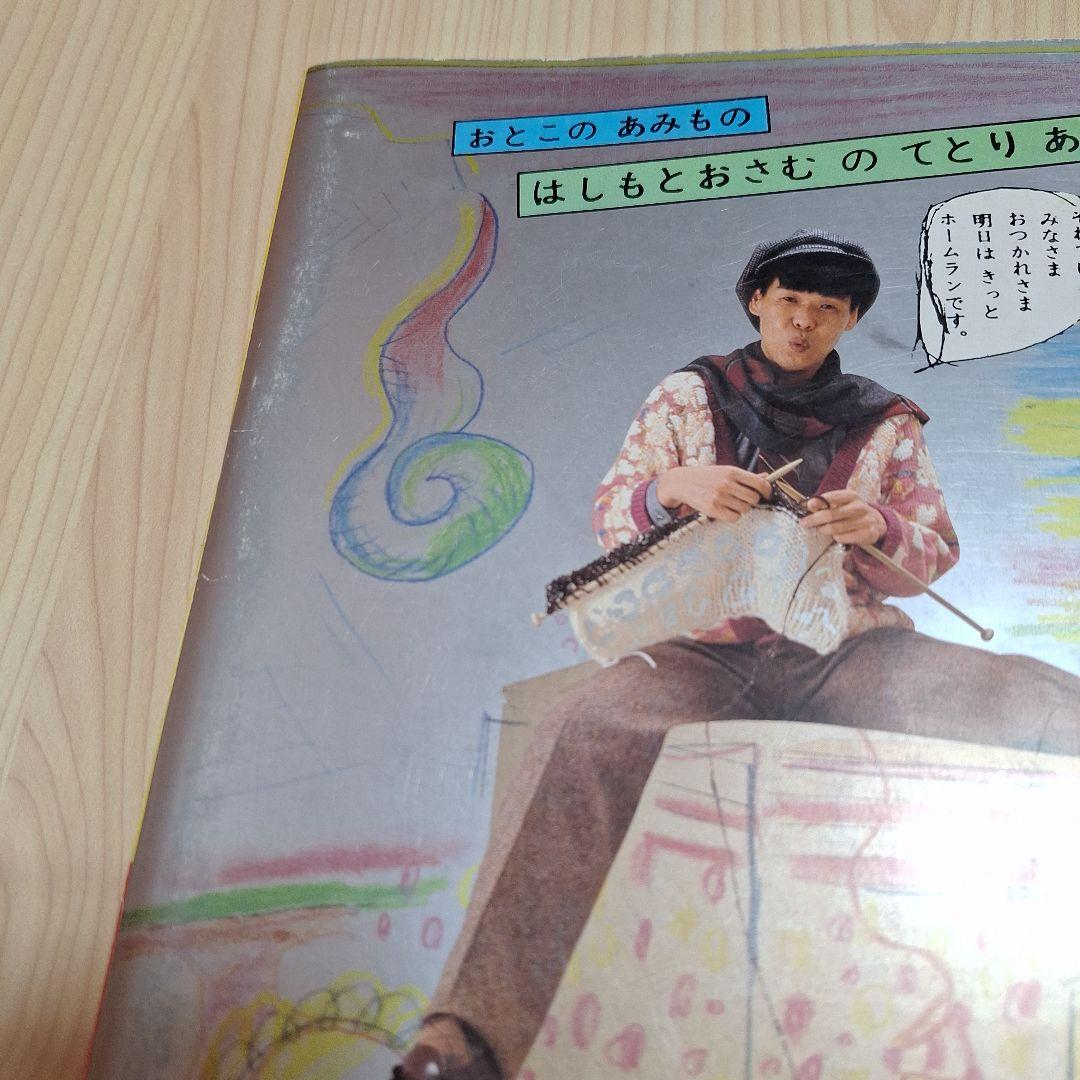 おとこの あみもの
はしもとおさむ の てとり あ
みなさま
おつかれさま
明日は きっと
ホームランです。